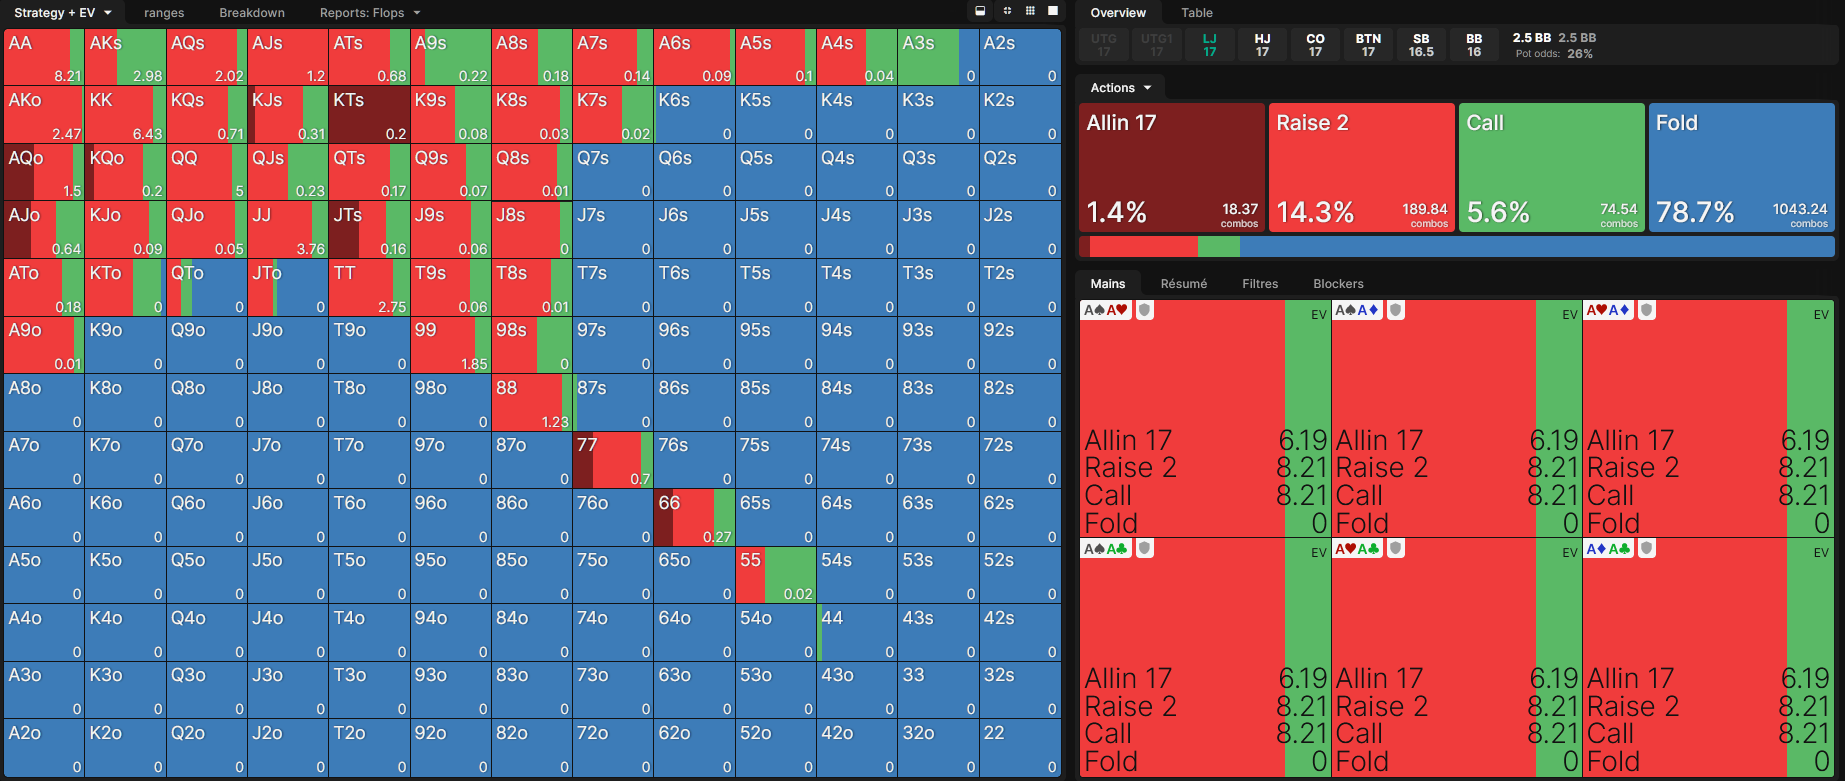 Strategy + EV ranges Breakdown Reports: Flops
AA AKs AQs AJs ATs A9s A8s A7s A6s A5s A4s A3s A2s
8.21 2.98 2.02 1.2 0.68 0.22 0.18 0.14 0.09 0.1 0.04 0 0
AKo KK KQs KJs KTs K9s K8s K7s K6s K5s K4s K3s K2s
2.47 6.43 0.71 0.31 0.2 0.08 0.03 0.02 0 0 0 0 0
AQo KQo QQ QJs QTs Q9s Q8s Q7s Q6s Q5s Q4s Q3s Q2s
1.5 0.2 5 0.23 0.17 0.07 0.01 0 0 0 0 0 0
AJo KJo QJo JJ JTs J9s J8s J7s J6s J5s J4s J3s J2s
0.64 0.09 0.05 3.76 0.16 0.06 0 0 0 0 0 0 0
ATo KTo QTo JTo TT T9s T8s T7s T6s T5s T4s T3s T2s
0.18 0 0 0 2.75 0.06 0.01 0 0 0 0 0 0
A9o K9o Q9o J9o T9o 99 98s 97s 96s 95s 94s 93s 92s
0.01 0 0 0 0 1.85 0 0 0 0 0 0 0
A8o K8o Q8o J8o T8o 98o 88 87s 86s 85s 84s 83s 82s
0 0 0 0 0 0 1.23 0 0 0 0 0 0
A7o K7o Q7o J7o T7o 97o 87o 77 76s 75s 74s 73s 72s
0 0 0 0 0 0 0 0.7 0 0 0 0 0
A6o K6o Q6o J6o T6o 96o 86o 76o 66 65s 64s 63s 62s
0 0 0 0 0 0 0 0 0.27 0 0 0 0
A5o K5o Q5o J5o T5o 95o 85o 75o 65o 55 54s 53s 52s
0 0 0 0 0 0 0 0 0 0.02 0 0 0
A4o K4o Q4o J4o T4o 94o 84o 74o 64o 54o 44 43s 42s
0 0 0 0 0 0 0 0 0 0 0 0 0
A3o K3o Q3o J3o T3o 93o 83o 73o 63o 53o 43o 33 32s
0 0 0 0 0 0 0 0 0 0 0 0 0
A2o K2o Q2o J2o T2o 92o 82o 72o 62o 52o 42o 32o 22
0 0 0 0 0 0 0 0 0 0 0 0 0
Overview Table
UTG UTG1 LJ HJ CO BTN SB BB 2.5 BB 2.5 BB
17 17 17 17 17 17 16.5 16 Pot odds: 26%
Actions
Allin 17 Raise 2 Call Fold
1.4% 18.37 combos 14.3% 189.84 combos 5.6% 74.54 combos 78.7% 1043.24 combos
Mains Résumé Filtres Blockers
A♠A♥ EV A♠A♦ EV A♥A♦ EV
Allin 17 6.19 Allin 17 6.19 Allin 17 6.19
Raise 2 8.21 Raise 2 8.21 Raise 2 8.21
Call 8.21 Call 8.21 Call 8.21
Fold 0 Fold 0 Fold 0
A♠A♣ EV A♥A♣ EV A♦A♣ EV
Allin 17 6.19 Allin 17 6.19 Allin 17 6.19
Raise 2 8.21 Raise 2 8.21 Raise 2 8.21
Call 8.21 Call 8.21 Call 8.21
Fold 0 Fold 0 Fold 0